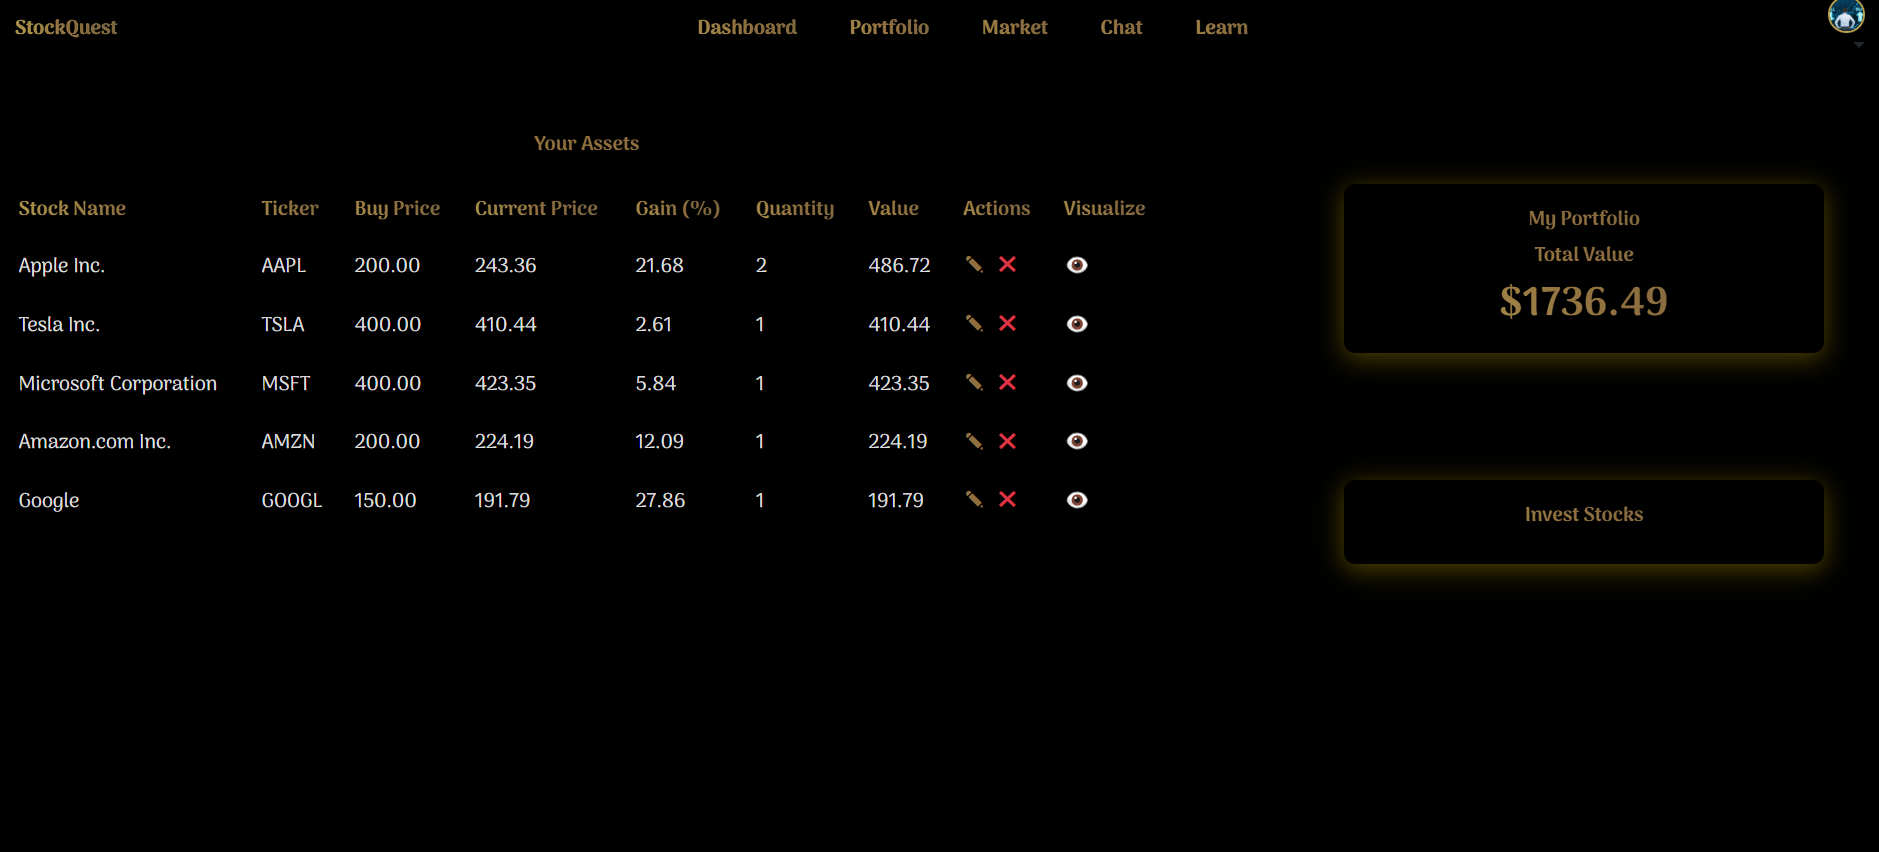 StockQuest Dashboard Portfolio Market Chat Learn
Your Assets
Stock Name Ticker Buy Price Current Price Gain (%) Quantity Value Actions Visualize
Apple Inc. AAPL 200.00 243.36 21.68 2 486.72
Tesla Inc. TSLA 400.00 410.44 2.61 1 410.44
Microsoft Corporation MSFT 400.00 423.35 5.84 1 423.35
Amazon.com Inc. AMZN 200.00 224.19 12.09 1 224.19
Google GOOGL 150.00 191.79 27.86 1 191.79
My Portfolio
Total Value
$1736.49
Invest Stocks